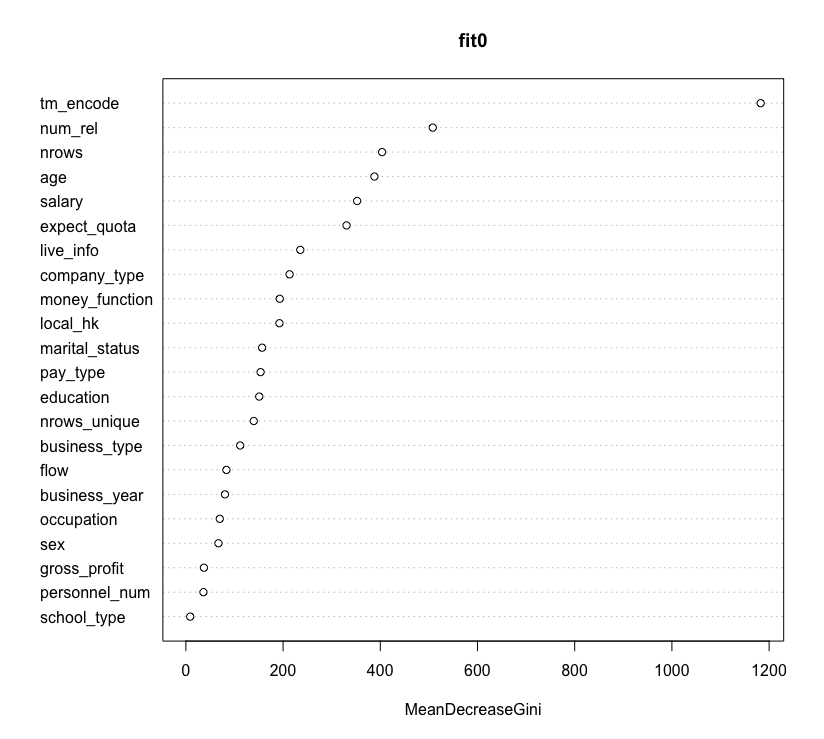 fit0
tm_encode
num_rel
nrows
age
salary
expect_quota
live_info
company_type
money_function
local_hk
marital_status
pay_type
education
nrows_unique
business_type
flow
business_year
occupation
sex
gross_profit
personnel_num
school_type
0 200 400 600 800 1000 1200
MeanDecreaseGini